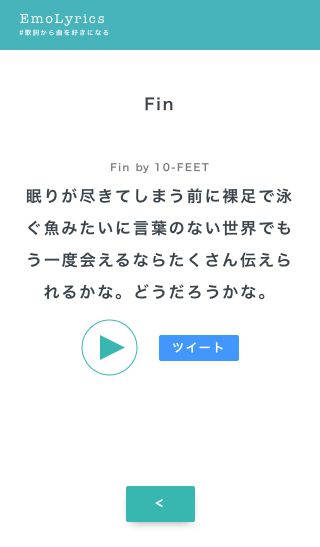 EmoLyrics
#歌詞から曲を好きになる
Fin
Fin by 10-FEET
眠りが尽きてしまう前に裸足で泳
ぐ魚みたいに言葉のない世界でも
う一度会えるならたくさん伝えら
れるかな。どうだろうかな。
ツイート
<